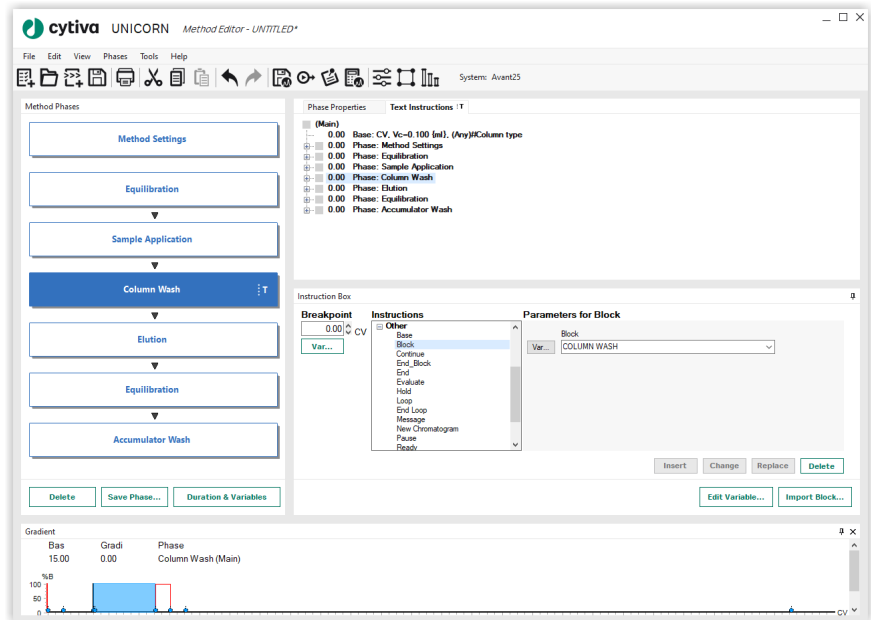 cytiva UNICORN Method Editor - UNTITLED*
File Edit View Phases Tools Help
System: Avant25
Method Phases
Method Settings
Equilibration
Sample Application
Column Wash T
Elution
Equilibration
Accumulator Wash
Delete Save Phase... Duration & Variables
Phase Properties Text Instructions T
(Main)
0.00 Base: CV, Vc=0.100 {ml}, (Any)#Column type
0.00 Phase: Method Settings
0.00 Phase: Equilibration
0.00 Phase: Sample Application
0.00 Phase: Column Wash
0.00 Phase: Elution
0.00 Phase: Equilibration
0.00 Phase: Accumulator Wash
Instruction Box
Breakpoint Instructions Parameters for Block
0.00 CV
Var...
Other
Base
Block
Continue
End_Block
End
Evaluate
Hold
Loop
End Loop
Message
New Chromatogram
Pause
Ready
Block
Var... COLUMN WASH
Insert Change Replace Delete
Edit Variable... Import Block...
Gradient
Bas Gradi Phase
15.00 0.00 Column Wash (Main)
%B
100
50
0
CV